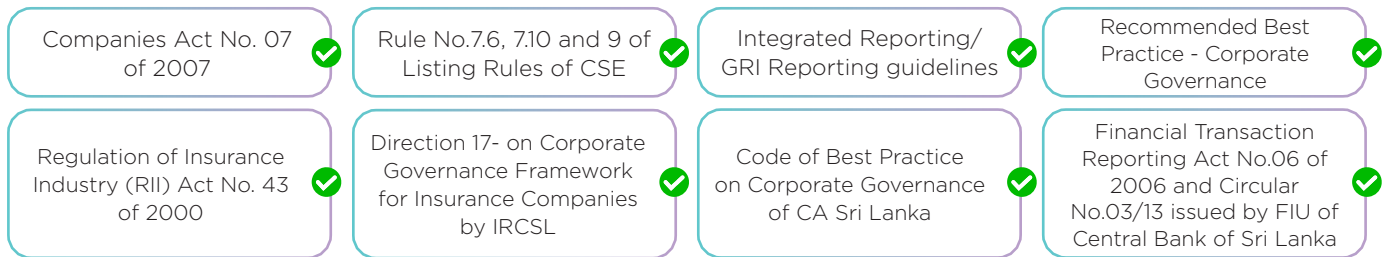 Companies Act No. 07
of 2007
Rule No.7.6, 7.10 and 9 of
Listing Rules of CSE
Integrated Reporting/
GRI Reporting guidelines
Recommended Best
Practice - Corporate
Governance
Regulation of Insurance
Industry (RII) Act No. 43
of 2000
Direction 17- on Corporate
Governance Framework
for Insurance Companies
by IRCSL
Code of Best Practice
on Corporate Governance
of CA Sri Lanka
Financial Transaction
Reporting Act No.06 of
2006 and Circular
No.03/13 issued by FIU of
Central Bank of Sri Lanka